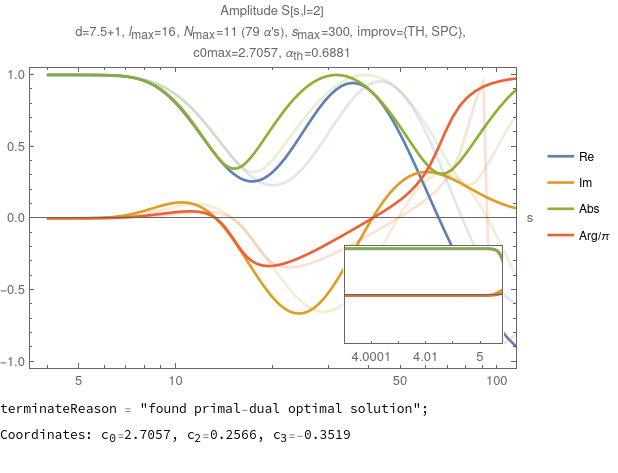 Amplitude S[s,l=2]
d=7.5+1, lmax=16, Nmax=11 (79 α's), smax=300, improv={TH, SPC},
c0max=2.7057, αth=0.6881
1.0
0.5
0.0
-0.5
-1.0
s
Re
Im
Abs
Arg/π
4.0001 4.01 5
5 10 50 100
terminateReason = "found primal-dual optimal solution";
Coordinates: c0=2.7057, c2=0.2566, c3=-0.3519